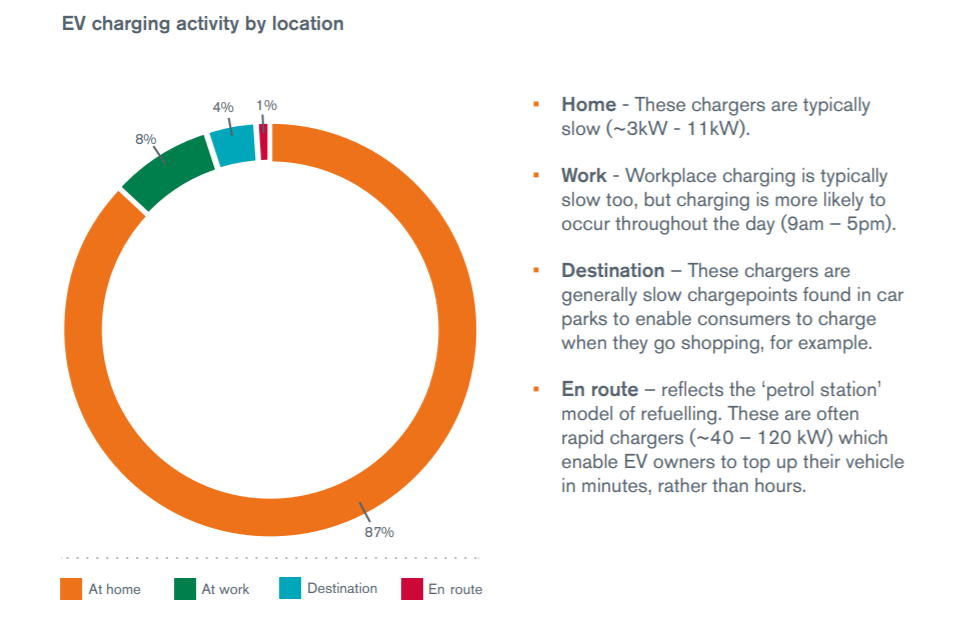 EV charging activity by location
4% 1%
8%
87%
At home At work Destination En route
▪ Home - These chargers are typically
slow (~3kW - 11kW).
▪ Work - Workplace charging is typically
slow too, but charging is more likely to
occur throughout the day (9am – 5pm).
▪ Destination – These chargers are
generally slow chargepoints found in car
parks to enable consumers to charge
when they go shopping, for example.
▪ En route – reflects the ‘petrol station’
model of refuelling. These are often
rapid chargers (~40 – 120 kW) which
enable EV owners to top up their vehicle
in minutes, rather than hours.